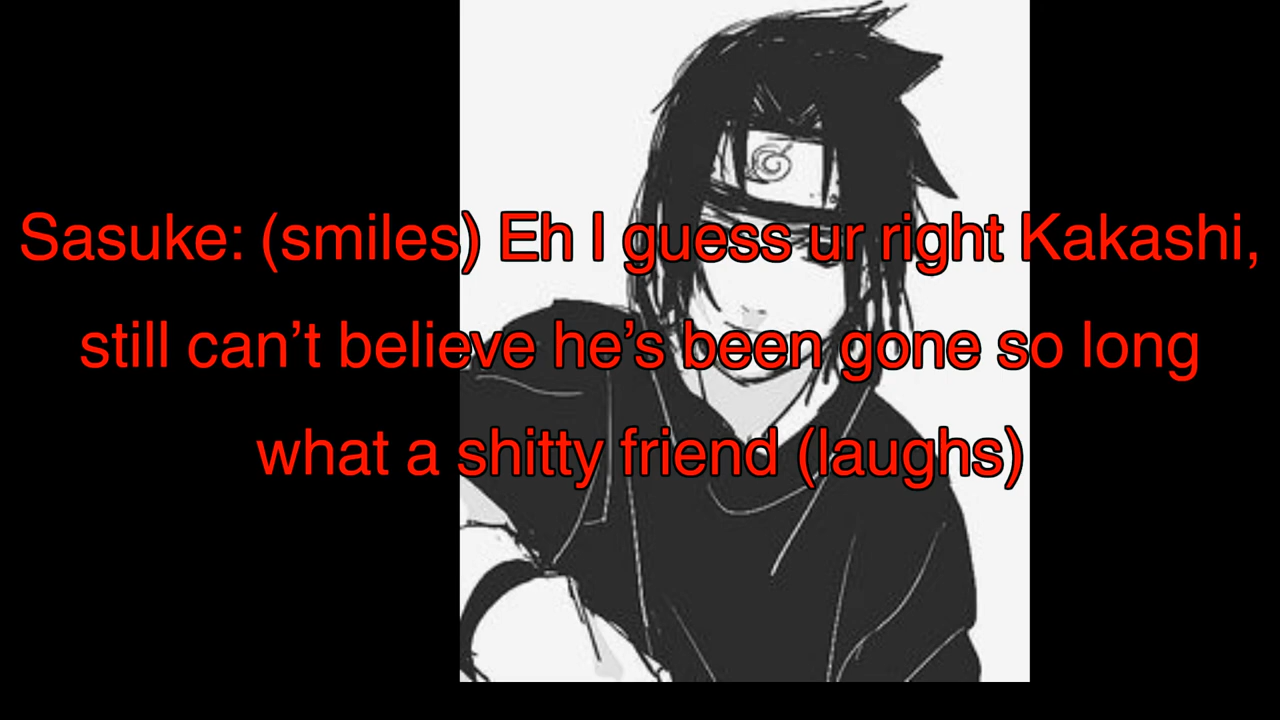 Sasuke: (smiles) Eh I guess ur right Kakashi,
still can’t believe he’s been gone so long
what a shitty friend (laughs)